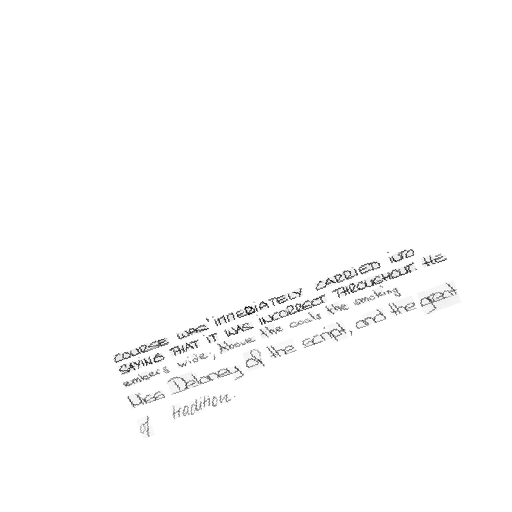 COURSE WAS' IMMEDIATELY CARRIED INTO
SAYING THAT IT WAS INCORRECT THROUGHOUT. HE
embers wide, Above the coals the smoking
Miss Delaney of the script, and the great
of tradition.